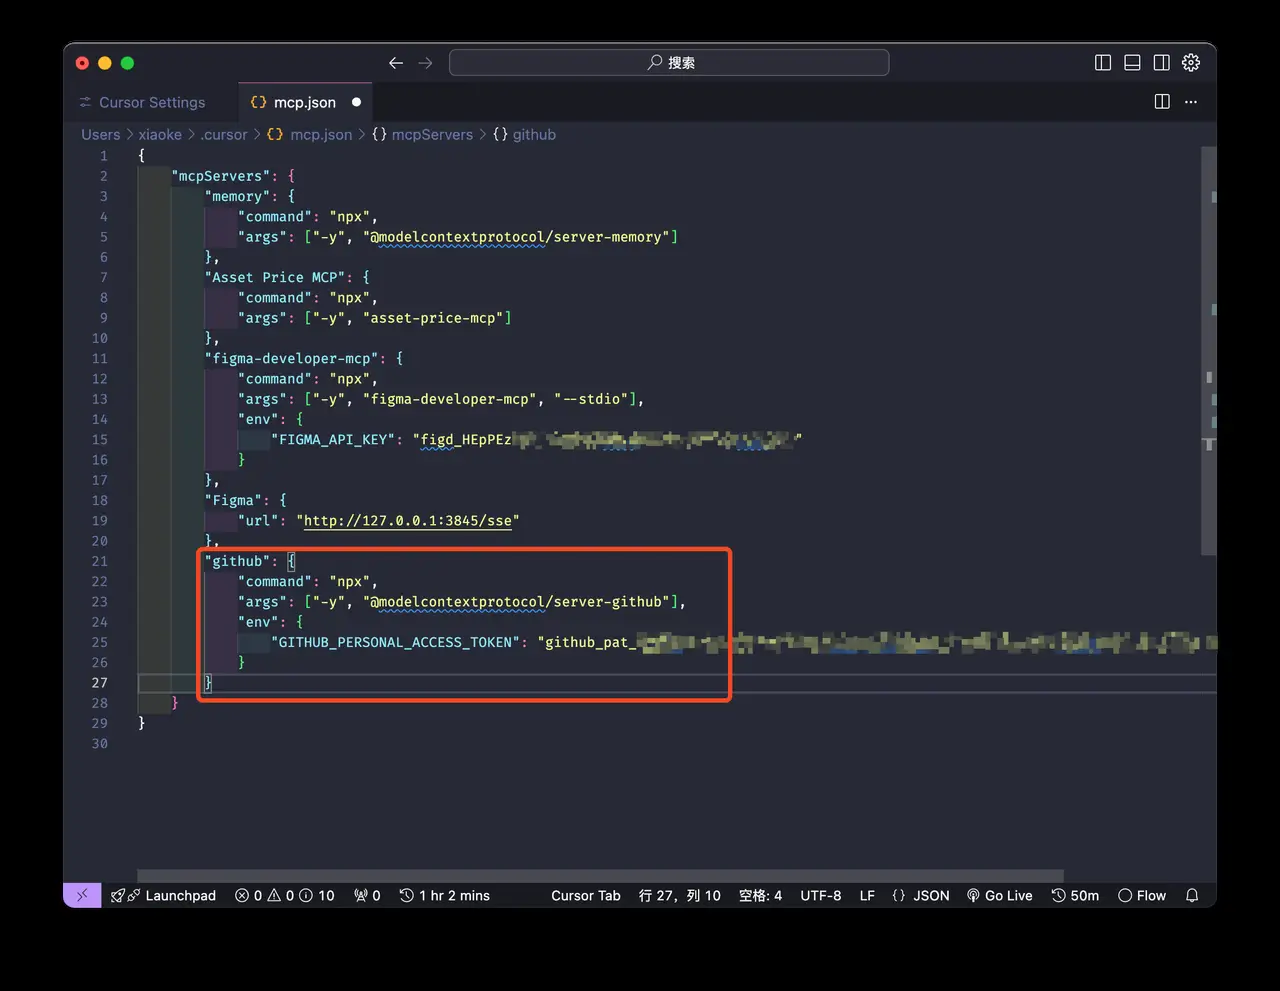 搜索
Cursor Settings
mcp.json
Users > xiaoke > .cursor > {} mcp.json > {} mcpServers > {} github
1 {
2 "mcpServers": {
3 "memory": {
4 "command": "npx",
5 "args": ["-y", "@modelcontextprotocol/server-memory"]
6 },
7 "Asset Price MCP": {
8 "command": "npx",
9 "args": ["-y", "asset-price-mcp"]
10 },
11 "figma-developer-mcp": {
12 "command": "npx",
13 "args": ["-y", "figma-developer-mcp", "--stdio"],
14 "env": {
15 "FIGMA_API_KEY": "figd_HEpPEz"
16 }
17 },
18 "Figma": {
19 "url": "http://127.0.0.1:3845/sse"
20 },
21 "github": {
22 "command": "npx",
23 "args": ["-y", "@modelcontextprotocol/server-github"],
24 "env": {
25 "GITHUB_PERSONAL_ACCESS_TOKEN": "github_pat_
26 }
27 }
28 }
29 }
30
Launchpad 0 0 10 0 1 hr 2 mins Cursor Tab 行 27，列 10 空格: 4 UTF-8 LF {} JSON Go Live 50m Flow